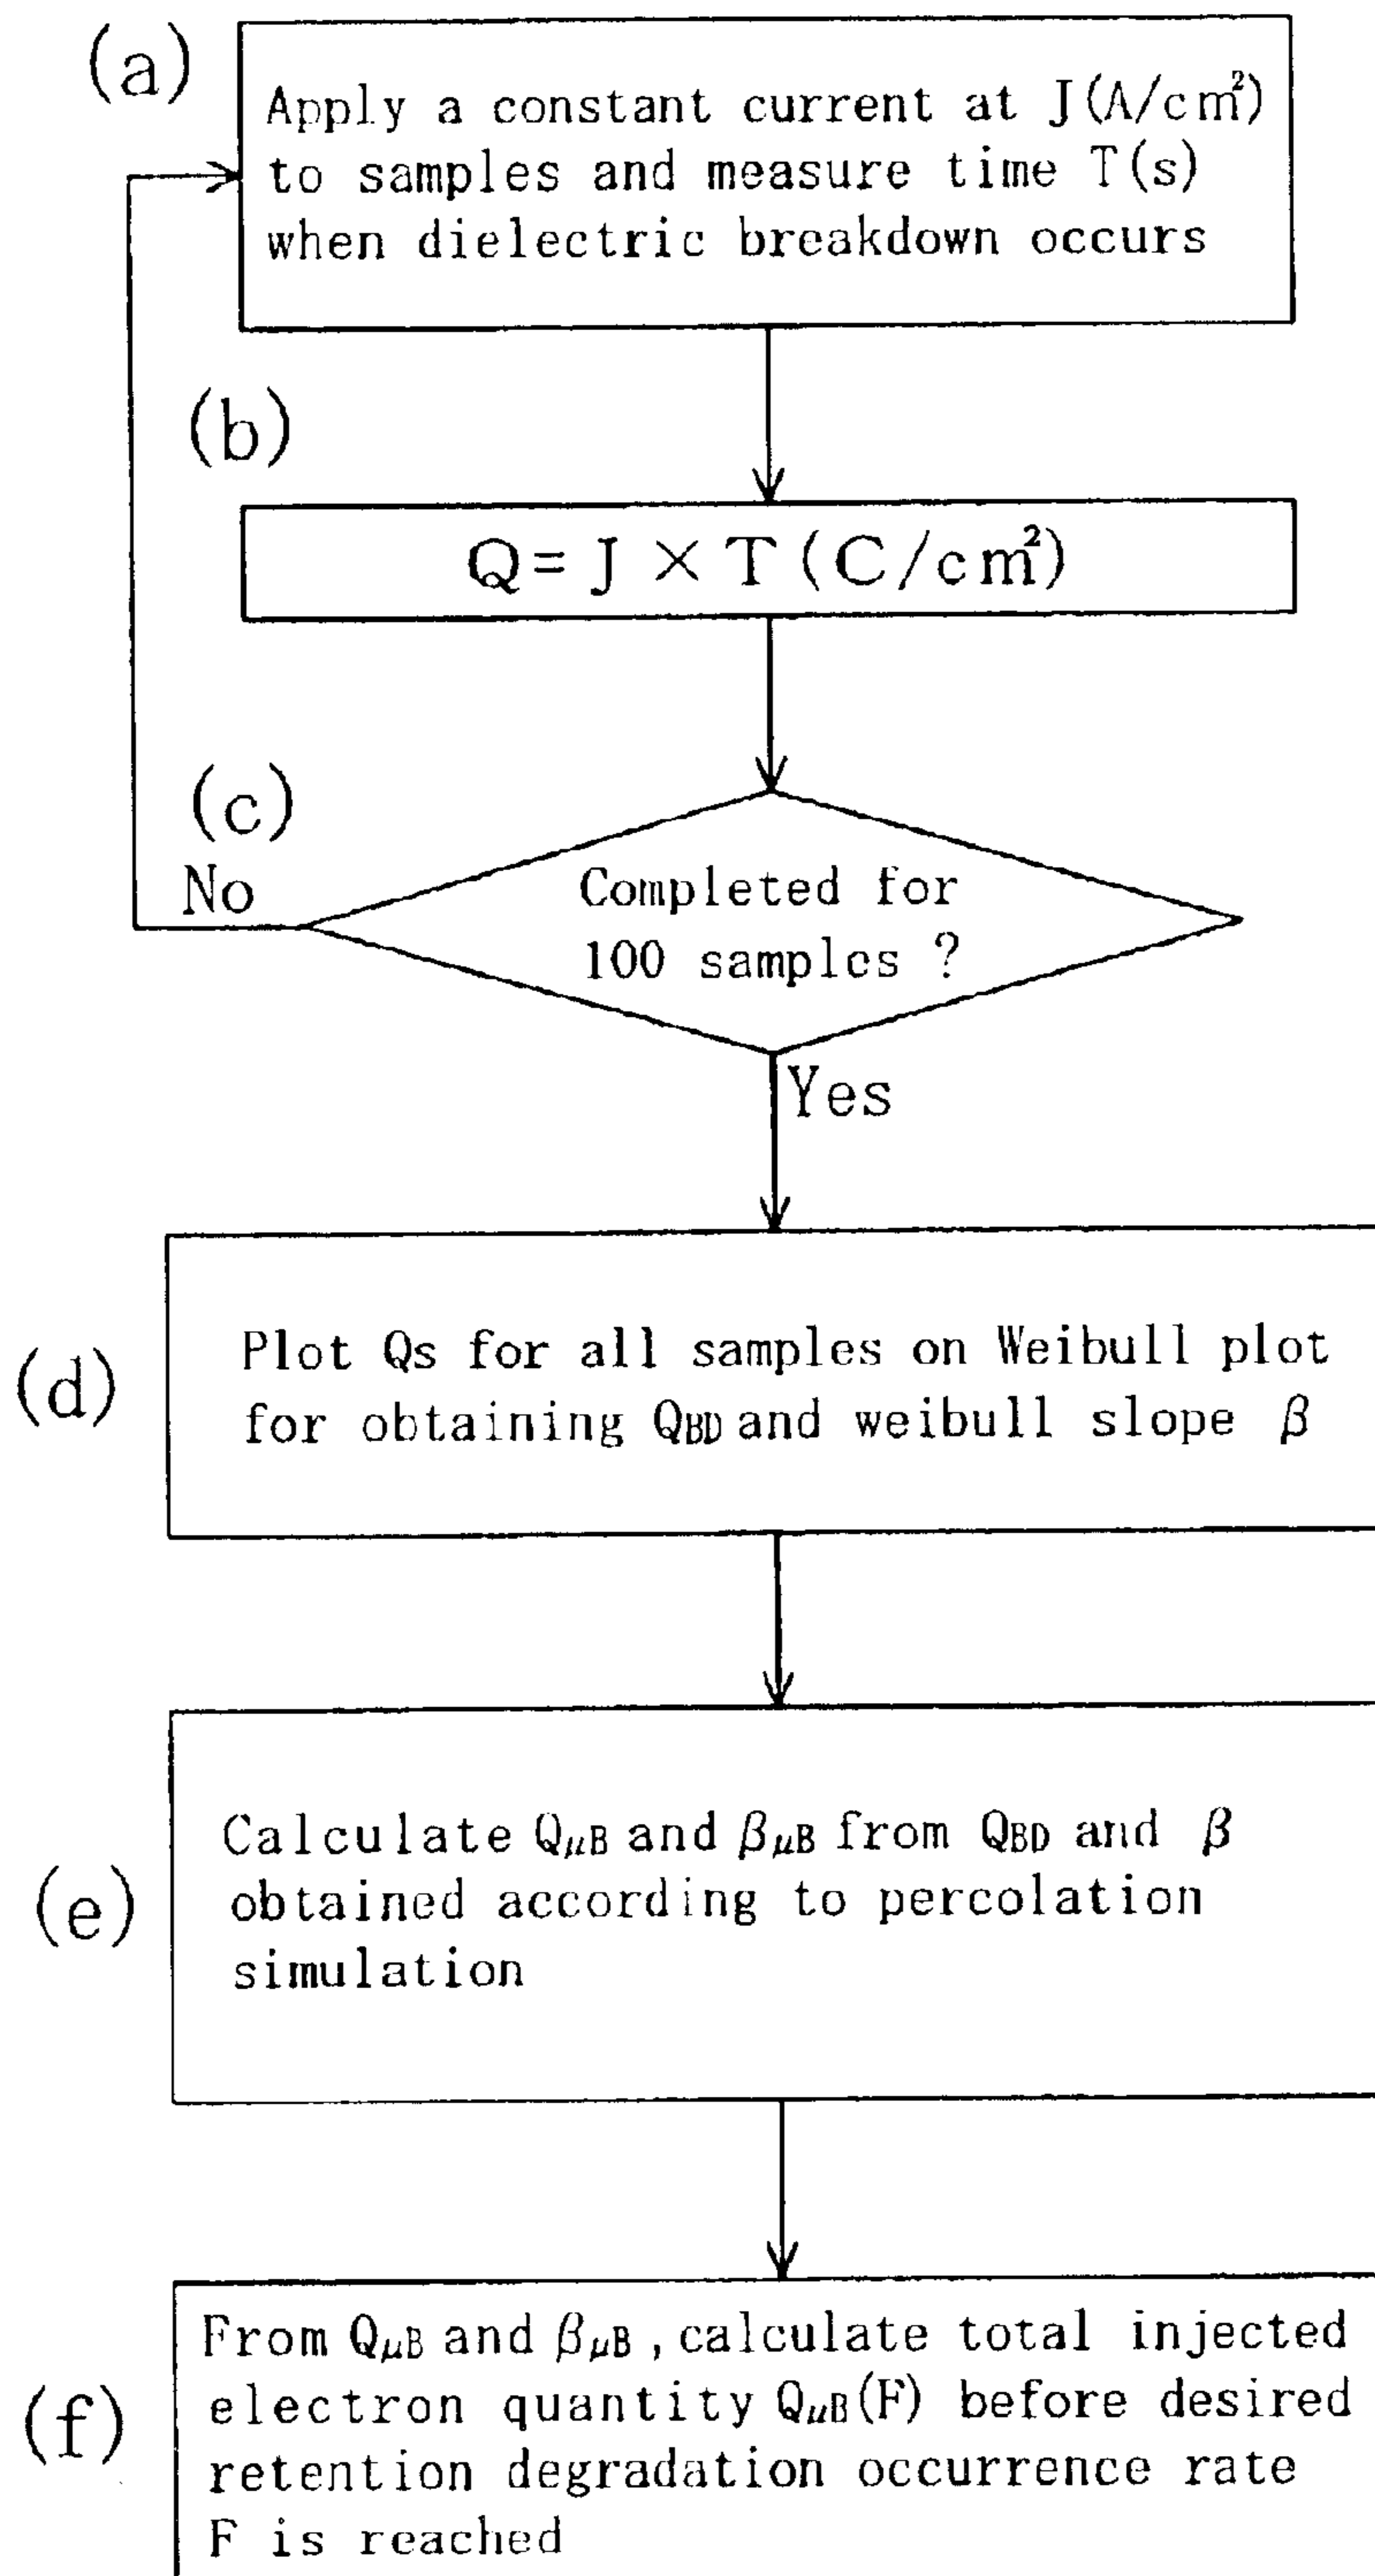 (a)
Apply a constant current at J(A/cm²)
to samples and measure time T(s)
when dielectric breakdown occurs
(b)
Q=J×T(C/cm²)
(c)
No
Completed for
100 samples ?
Yes
(d)
Plot Qs for all samples on Weibull plot
for obtaining QBD and weibull slope β
(e)
Calculate QμB and βμB from QBD and β
obtained according to percolation
simulation
(f)
From QμB and βμB, calculate total injected
electron quantity QμB(F) before desired
retention degradation occurrence rate
F is reached